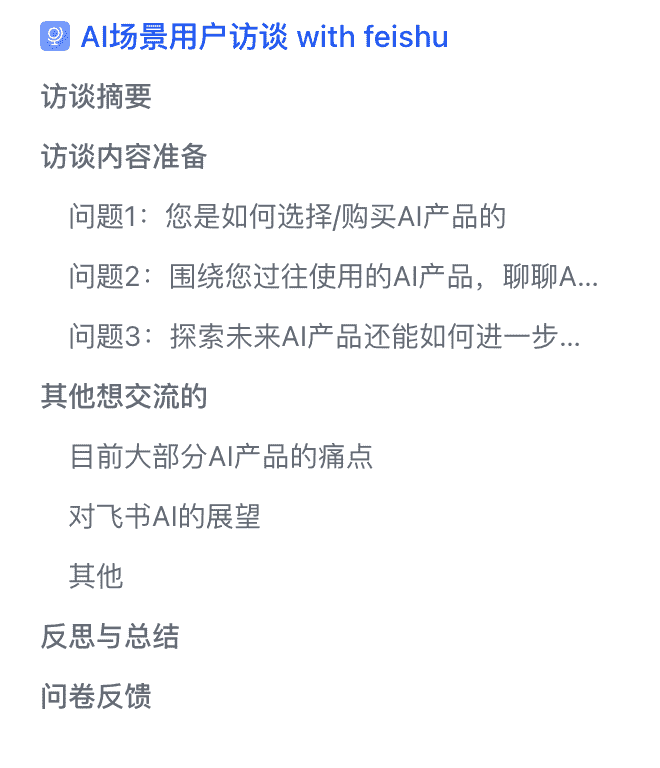 AI场景用户访谈 with feishu
访谈摘要
访谈内容准备
问题1：您是如何选择/购买AI产品的
问题2：围绕您过往使用的AI产品，聊聊A...
问题3：探索未来AI产品还能如何进一步...
其他想交流的
目前大部分AI产品的痛点
对飞书AI的展望
其他
反思与总结
问卷反馈